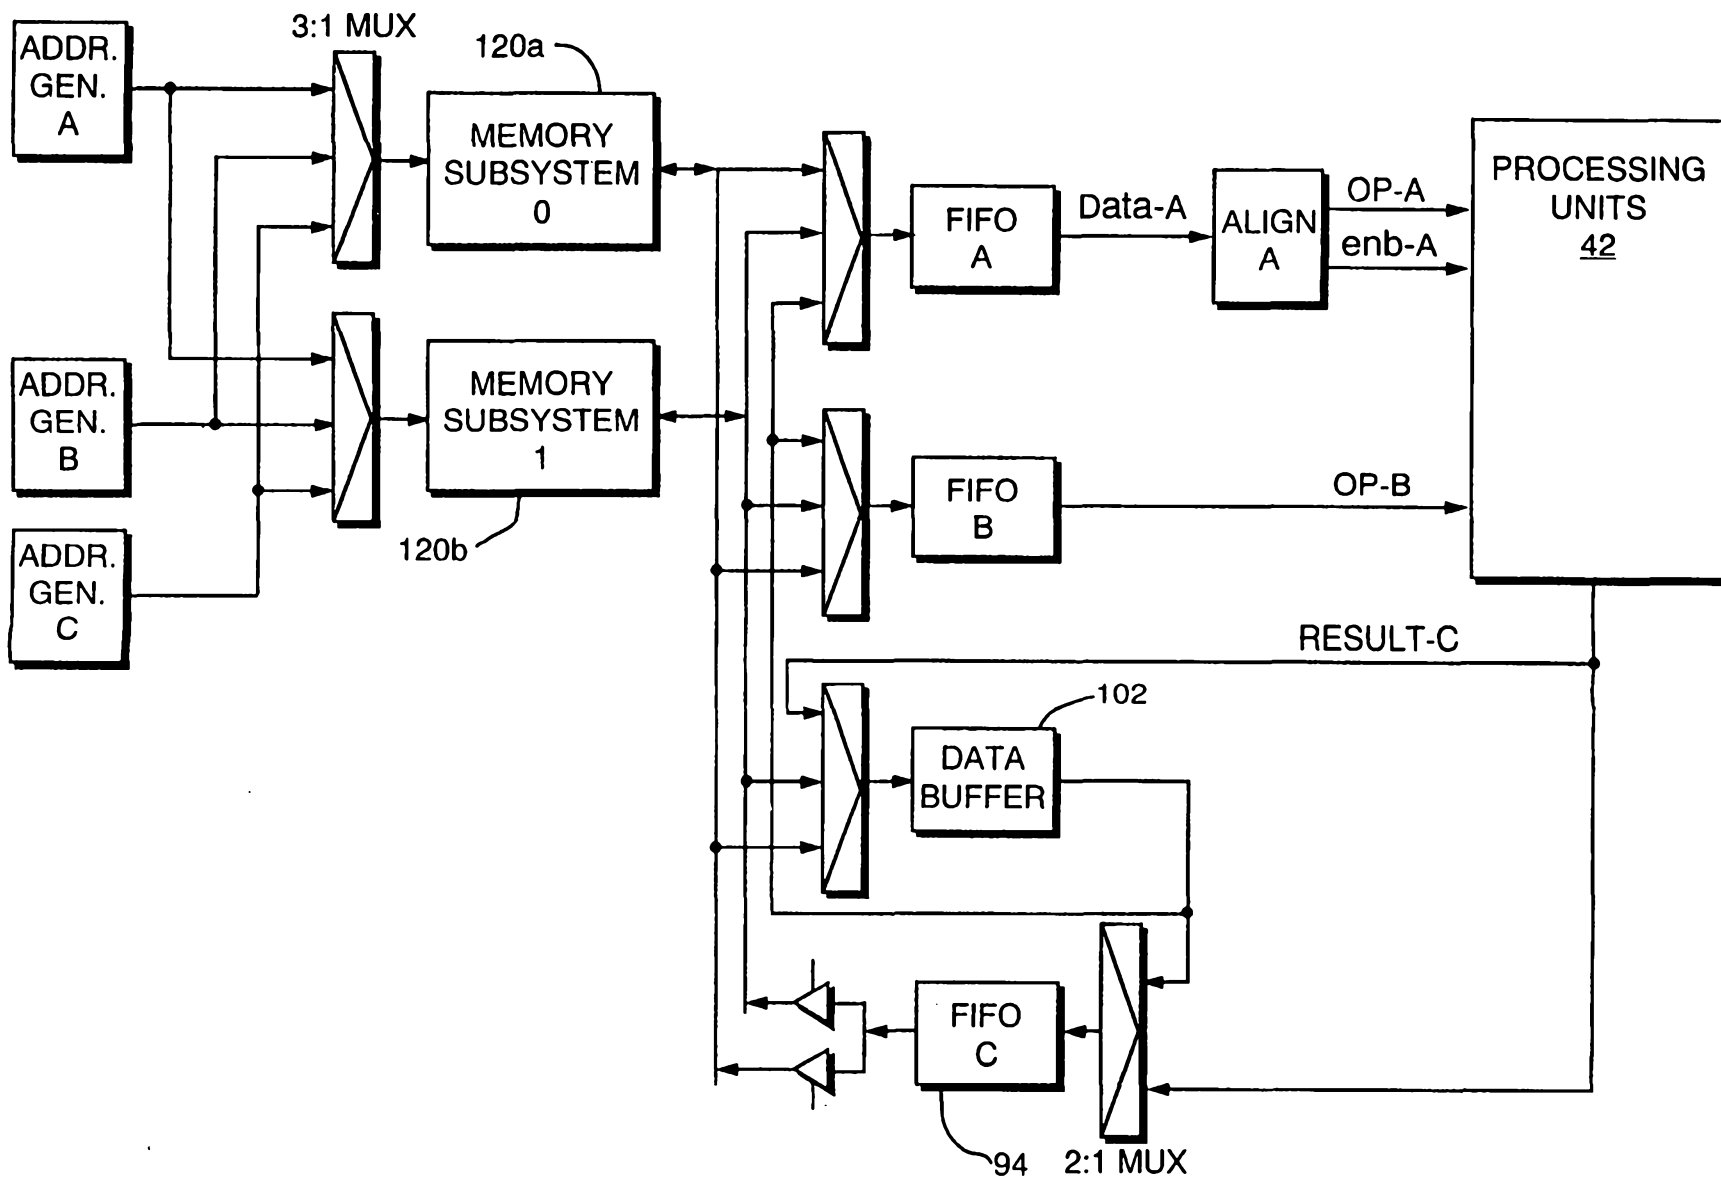 ADDR.
GEN.
A
3:1 MUX
120a
MEMORY
SUBSYSTEM
0
ADDR.
GEN.
B
MEMORY
SUBSYSTEM
1
120b
ADDR.
GEN.
C
FIFO
A
Data-A
ALIGN
A
OP-A
enb-A
PROCESSING
UNITS
42
FIFO
B
OP-B
RESULT-C
102
DATA
BUFFER
FIFO
C
94
2:1 MUX